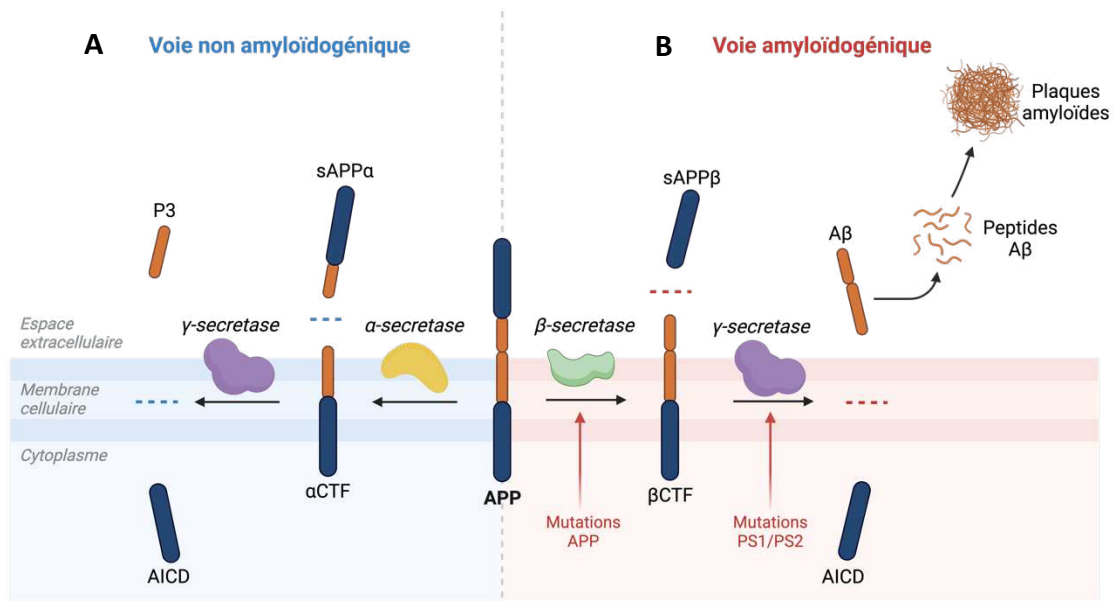 A Voie non amyloïdogénique
B Voie amyloïdogénique
Plaques
amyloïdes
sAPPα
sAPPβ
P3
Aβ
Peptides
Aβ
Espace
extracellulaire
γ-secretase
α-secretase
β-secretase
γ-secretase
Membrane
cellulaire
Cytoplasme
αCTF
APP
βCTF
Mutations
APP
Mutations
PS1/PS2
AICD
AICD